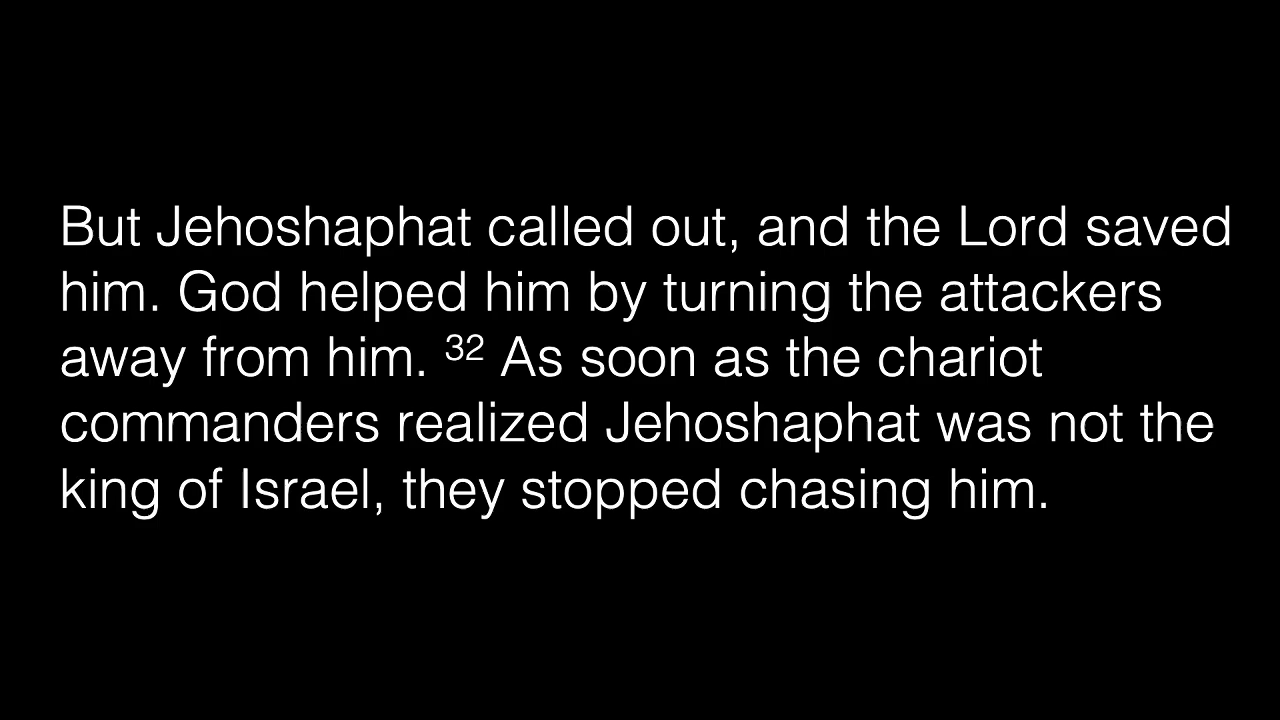 But Jehoshaphat called out, and the Lord saved
him. God helped him by turning the attackers
away from him. ³² As soon as the chariot
commanders realized Jehoshaphat was not the
king of Israel, they stopped chasing him.